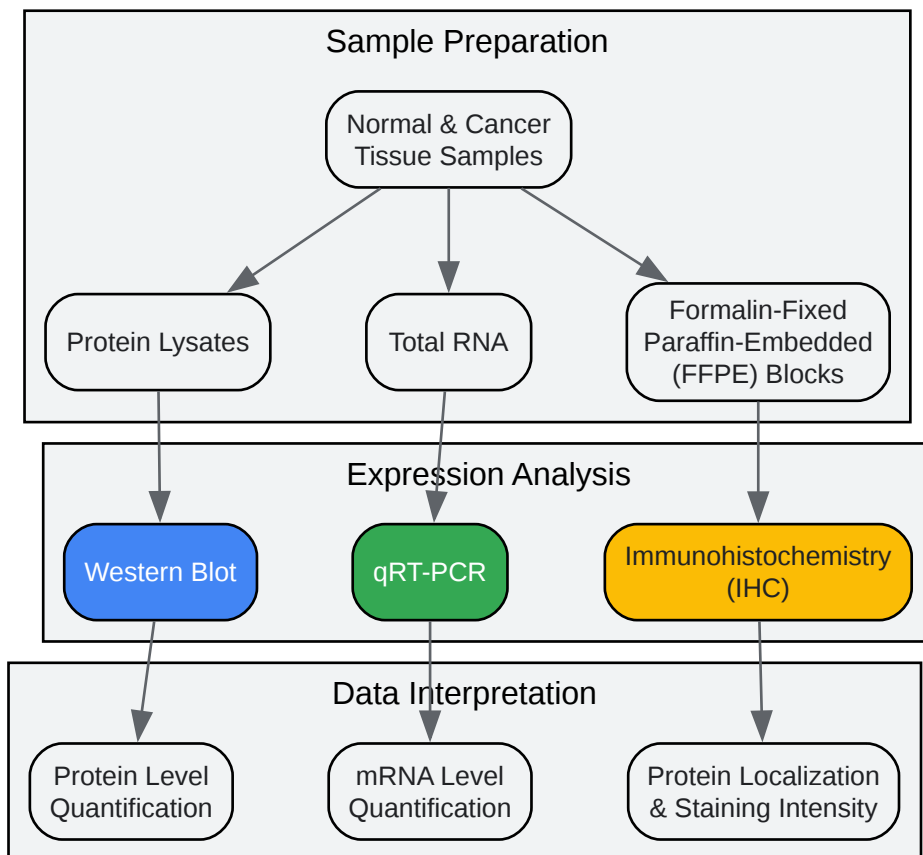 Sample Preparation
Normal & Cancer
Tissue Samples
Protein Lysates
Total RNA
Formalin-Fixed
Paraffin-Embedded
(FFPE) Blocks
Expression Analysis
Western Blot
qRT-PCR
Immunohistochemistry
(IHC)
Data Interpretation
Protein Level
Quantification
mRNA Level
Quantification
Protein Localization
& Staining Intensity